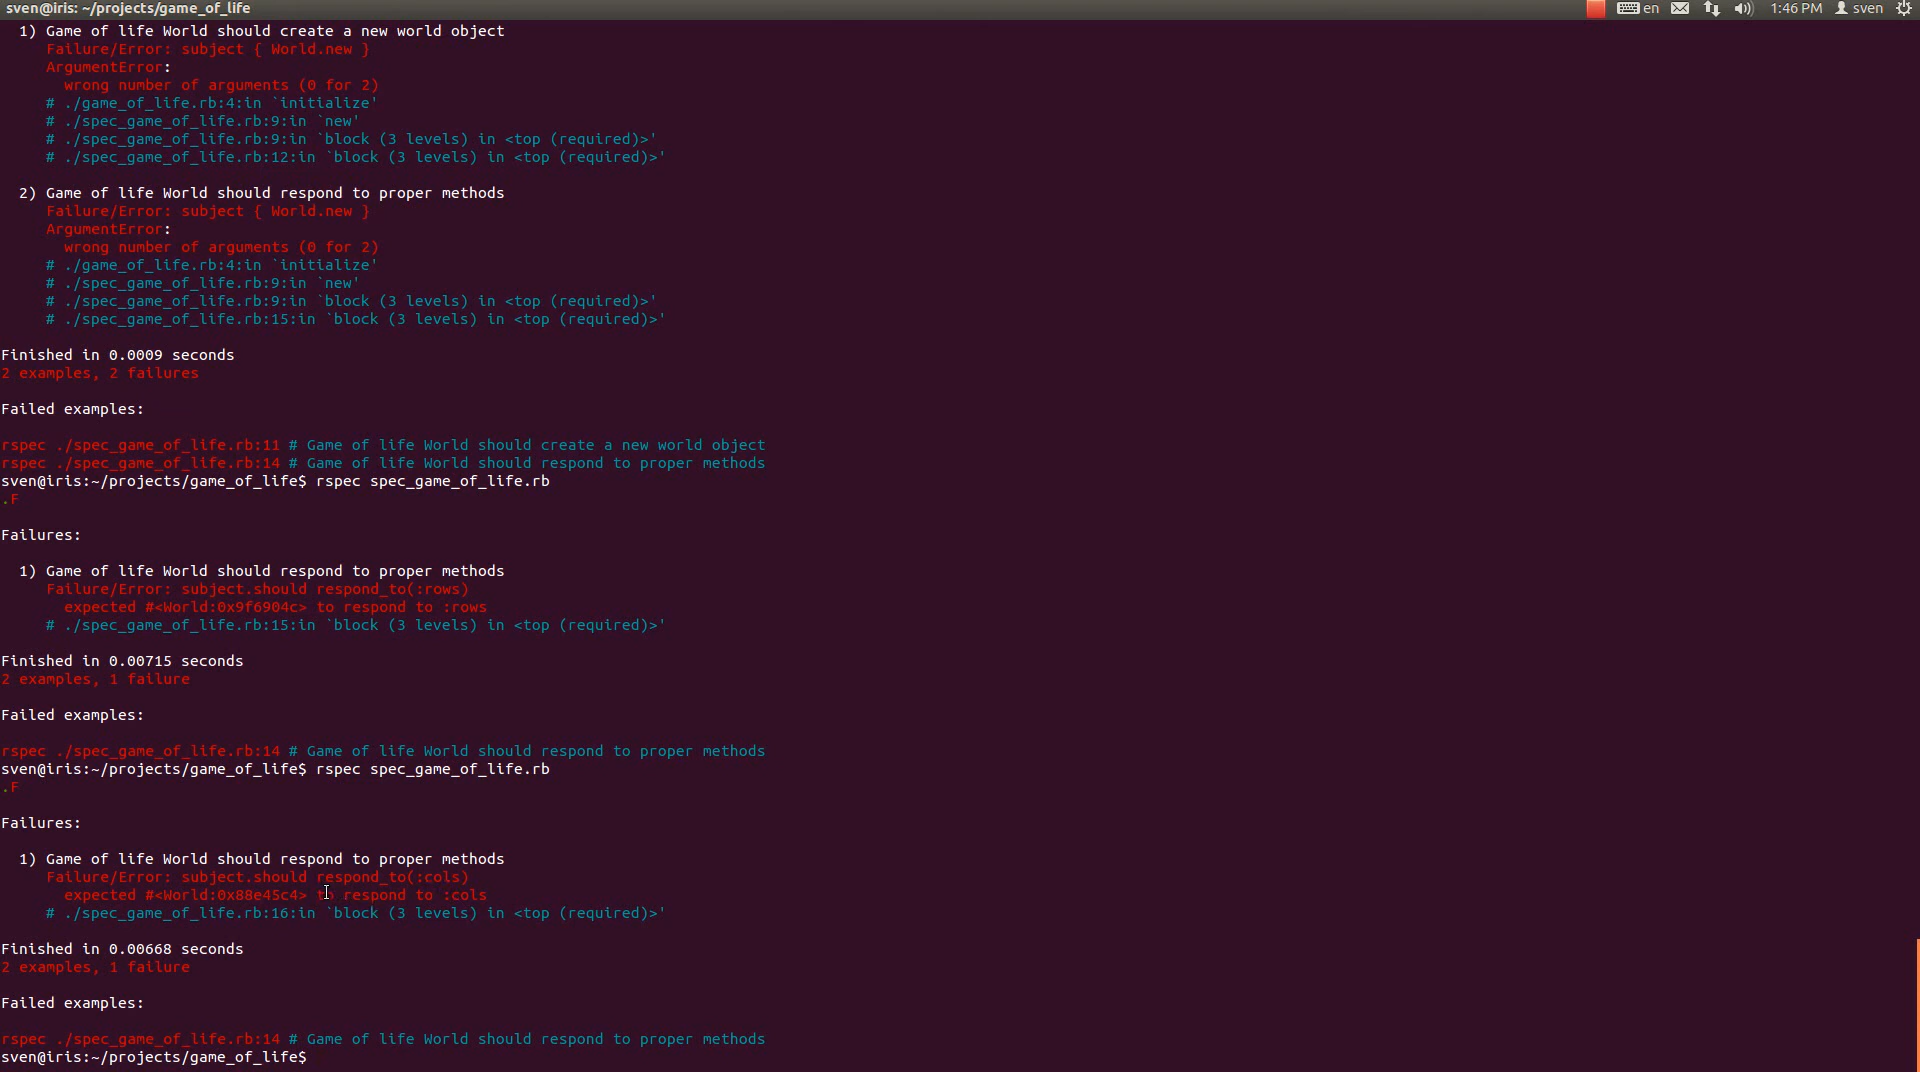 sven@iris: ~/projects/game_of_life
en
1:46 PM
sven
1) Game of life World should create a new world object
Failure/Error: subject { World.new }
ArgumentError:
wrong number of arguments (0 for 2)
# ./game_of_life.rb:4:in `initialize'
# ./spec_game_of_life.rb:9:in `new'
# ./spec_game_of_life.rb:9:in `block (3 levels) in <top (required)>'
# ./spec_game_of_life.rb:12:in `block (3 levels) in <top (required)>'
2) Game of life World should respond to proper methods
Failure/Error: subject { World.new }
ArgumentError:
wrong number of arguments (0 for 2)
# ./game_of_life.rb:4:in `initialize'
# ./spec_game_of_life.rb:9:in `new'
# ./spec_game_of_life.rb:9:in `block (3 levels) in <top (required)>'
# ./spec_game_of_life.rb:15:in `block (3 levels) in <top (required)>'
Finished in 0.0009 seconds
2 examples, 2 failures
Failed examples:
rspec ./spec_game_of_life.rb:11 # Game of life World should create a new world object
rspec ./spec_game_of_life.rb:14 # Game of life World should respond to proper methods
sven@iris:~/projects/game_of_life$ rspec spec_game_of_life.rb
.F
Failures:
1) Game of life World should respond to proper methods
Failure/Error: subject.should respond_to(:rows)
expected #<World:0x9f6904c> to respond to :rows
# ./spec_game_of_life.rb:15:in `block (3 levels) in <top (required)>'
Finished in 0.00715 seconds
2 examples, 1 failure
Failed examples:
rspec ./spec_game_of_life.rb:14 # Game of life World should respond to proper methods
sven@iris:~/projects/game_of_life$ rspec spec_game_of_life.rb
.F
Failures:
1) Game of life World should respond to proper methods
Failure/Error: subject.should respond_to(:cols)
expected #<World:0x88e45c4> to respond to :cols
# ./spec_game_of_life.rb:16:in `block (3 levels) in <top (required)>'
Finished in 0.00668 seconds
2 examples, 1 failure
Failed examples:
rspec ./spec_game_of_life.rb:14 # Game of life World should respond to proper methods
sven@iris:~/projects/game_of_life$